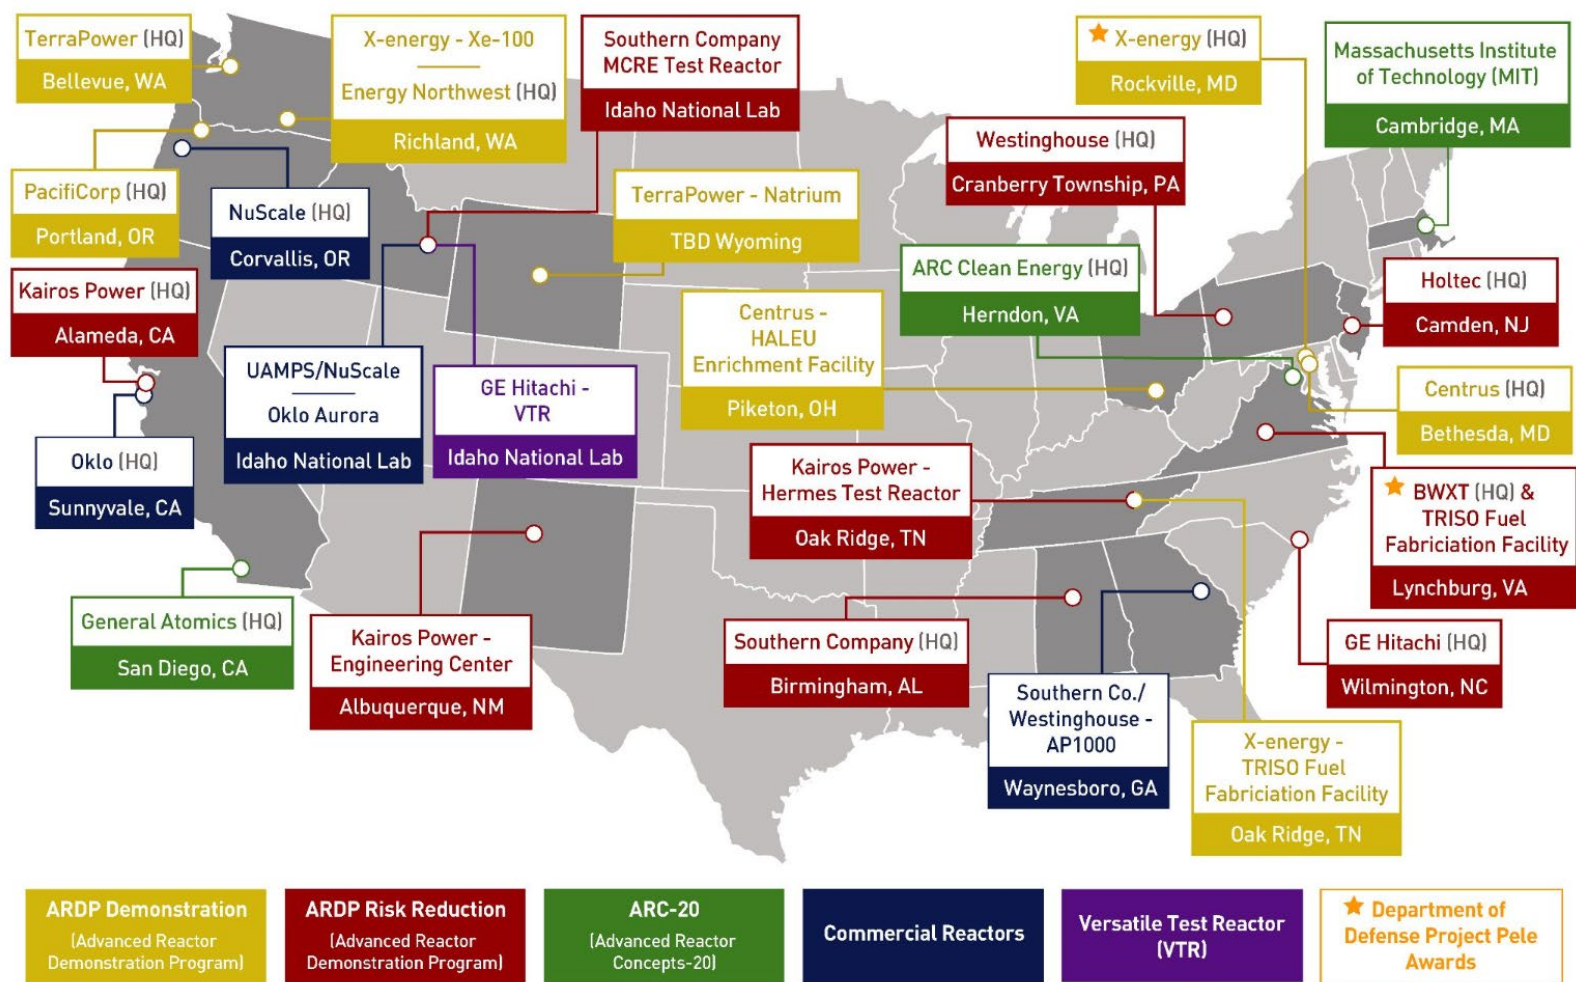 TerraPower (HQ)
Bellevue, WA
X-energy - Xe-100
Energy Northwest (HQ)
Richland, WA
Southern Company
MCRE Test Reactor
Idaho National Lab
X-energy (HQ)
Rockville, MD
Massachusetts Institute
of Technology (MIT)
Cambridge, MA
Westinghouse (HQ)
Cranberry Township, PA
PacifiCorp (HQ)
Portland, OR
NuScale (HQ)
Corvallis, OR
TerraPower - Natrium
TBD Wyoming
ARC Clean Energy (HQ)
Herndon, VA
Holtec (HQ)
Camden, NJ
Kairos Power (HQ)
Alameda, CA
Centrus -
HALEU
Enrichment Facility
Piketon, OH
UAMPS/NuScale
Oklo Aurora
Idaho National Lab
GE Hitachi -
VTR
Idaho National Lab
Centrus (HQ)
Bethesda, MD
Oklo (HQ)
Sunnyvale, CA
Kairos Power -
Hermes Test Reactor
Oak Ridge, TN
BWXT (HQ) &
TRISO Fuel
Fabriciation Facility
Lynchburg, VA
General Atomics (HQ)
San Diego, CA
Kairos Power -
Engineering Center
Albuquerque, NM
Southern Company (HQ)
Birmingham, AL
Southern Co./
Westinghouse -
AP1000
Waynesboro, GA
GE Hitachi (HQ)
Wilmington, NC
X-energy -
TRISO Fuel
Fabriciation Facility
Oak Ridge, TN
ARDP Demonstration
(Advanced Reactor
Demonstration Program)
ARDP Risk Reduction
(Advanced Reactor
Demonstration Program)
ARC-20
(Advanced Reactor
Concepts-20)
Commercial Reactors
Versatile Test Reactor
(VTR)
Department of
Defense Project Pele
Awards